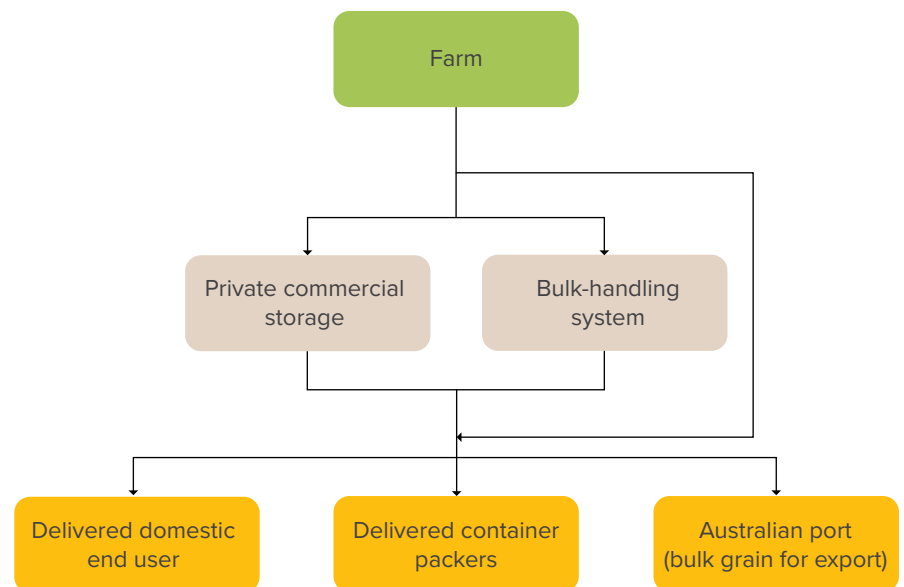 Farm
Private commercial
storage
Bulk-handling
system
Delivered domestic
end user
Delivered container
packers
Australian port
(bulk grain for export)